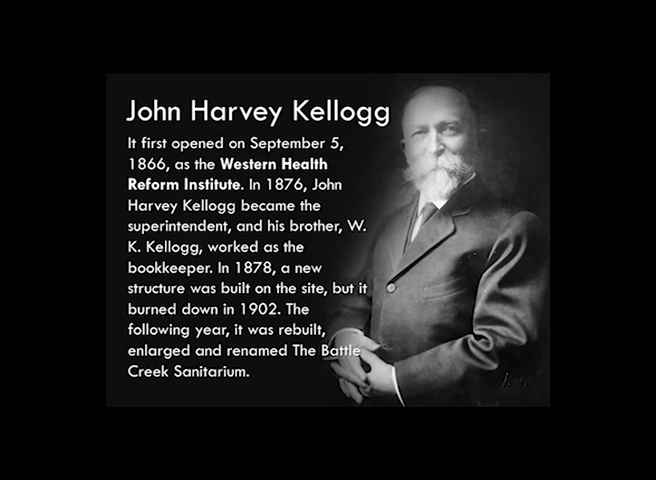 John Harvey Kellogg
It first opened on September 5,
1866, as the Western Health
Reform Institute. In 1876, John
Harvey Kellogg became the
superintendent, and his brother, W.
K. Kellogg, worked as the
bookkeeper. In 1878, a new
structure was built on the site, but it
burned down in 1902. The
following year, it was rebuilt,
enlarged and renamed The Battle
Creek Sanitarium.